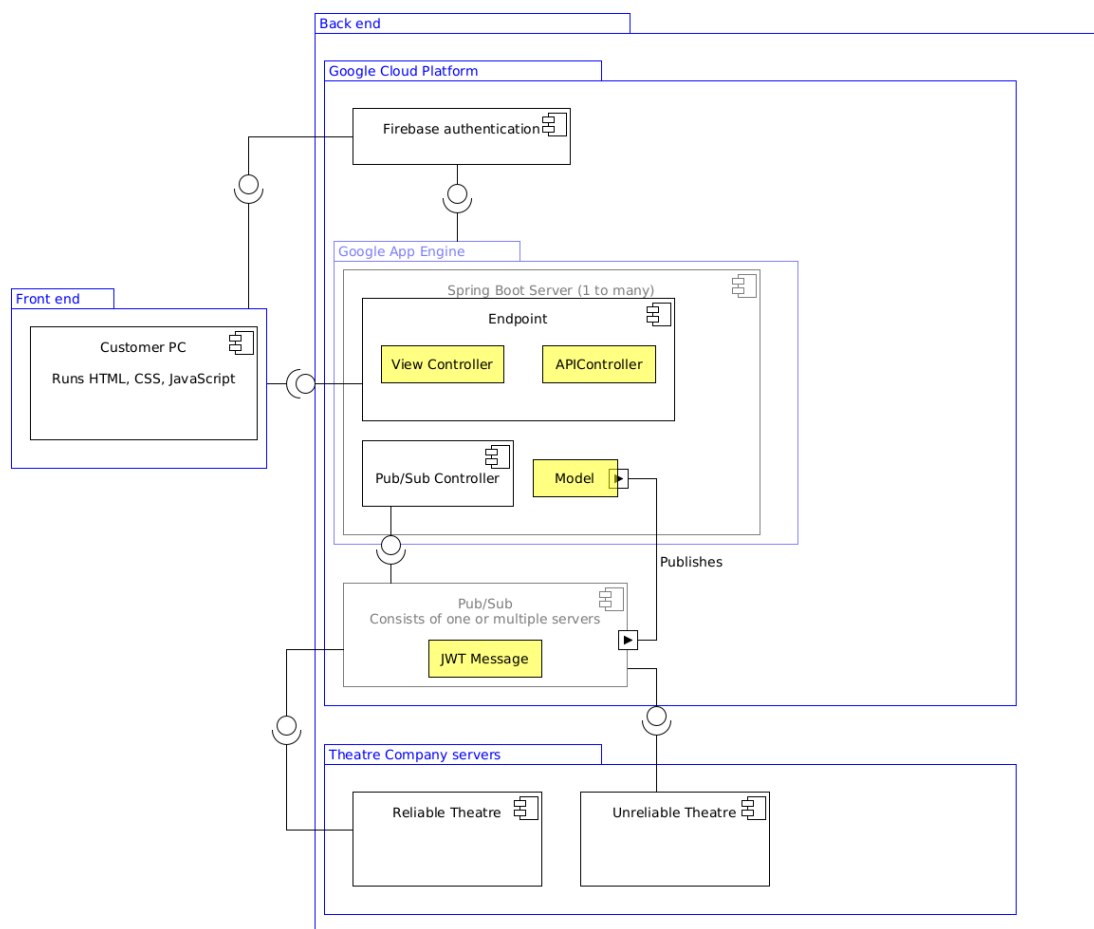 Back end
Google Cloud Platform
Firebase authentication
Google App Engine
Spring Boot Server (1 to many)
Front end
Endpoint
Customer PC
View Controller
APIController
Runs HTML, CSS, JavaScript
Pub/Sub Controller
Model
Publishes
Pub/Sub
Consists of one or multiple servers
JWT Message
Theatre Company servers
Reliable Theatre
Unreliable Theatre